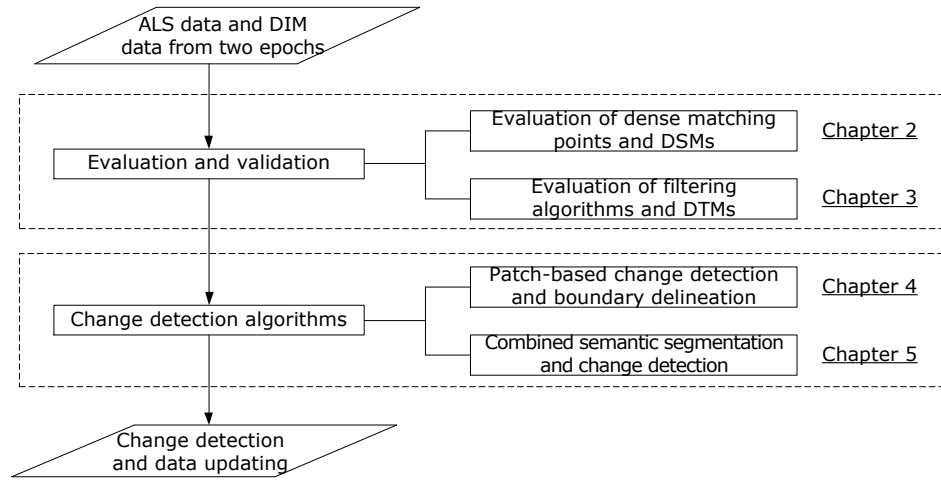 ALS data and DIM
data from two epochs
Evaluation of dense matching
points and DSMs
Chapter 2
Evaluation and validation
Evaluation of filtering
algorithms and DTMs
Chapter 3
Patch-based change detection
and boundary delineation
Chapter 4
Change detection algorithms
Combined semantic segmentation
and change detection
Chapter 5
Change detection
and data updating